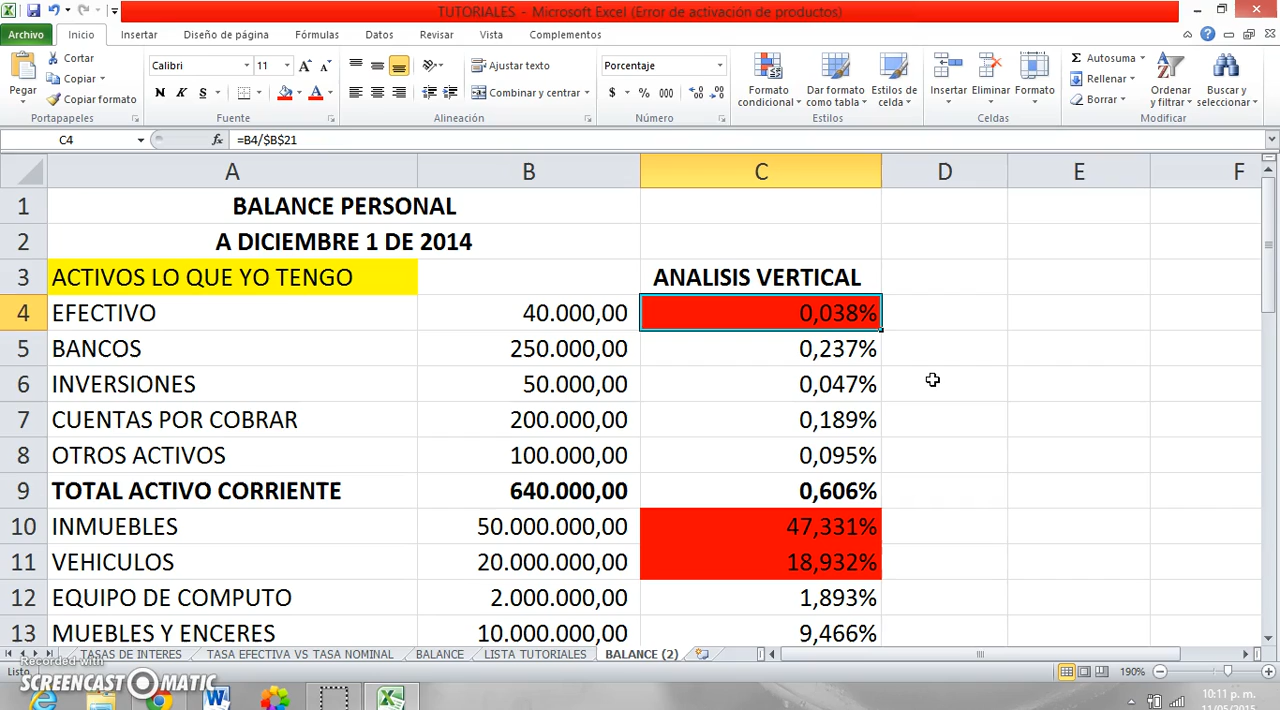 TUTORIALES - Microsoft Excel (Error de activación de productos)
Archivo Inicio Insertar Diseño de página Fórmulas Datos Revisar Vista Complementos
Pegar Cortar Copiar Copiar formato
Portapapeles
Calibri 11
N K S A
Fuente
Ajustar texto
Combinar y centrar
Alineación
Porcentaje
$ % 000
Número
Formato condicional
Dar formato como tabla
Estilos de celda
Estilos
Insertar Eliminar Formato
Celdas
Σ Autosuma
Rellenar
Borrar
Ordenar y filtrar
Buscar y seleccionar
Modificar
C4 fx =B4/$B$21
A B C D E F
1 BALANCE PERSONAL
2 A DICIEMBRE 1 DE 2014
3 ACTIVOS LO QUE YO TENGO ANALISIS VERTICAL
4 EFECTIVO 40.000,00 0,038%
5 BANCOS 250.000,00 0,237%
6 INVERSIONES 50.000,00 0,047%
7 CUENTAS POR COBRAR 200.000,00 0,189%
8 OTROS ACTIVOS 100.000,00 0,095%
9 TOTAL ACTIVO CORRIENTE 640.000,00 0,606%
10 INMUEBLES 50.000.000,00 47,331%
11 VEHICULOS 20.000.000,00 18,932%
12 EQUIPO DE COMPUTO 2.000.000,00 1,893%
13 MUEBLES Y ENCERES 10.000.000,00 9,466%
TASAS DE INTERES TASA EFECTIVA VS TASA NOMINAL BALANCE LISTA TUTORIALES BALANCE (2)
Listo 190%
Recorded with
SCREENCAST MATIC
10:11 p. m.
11/05/2015